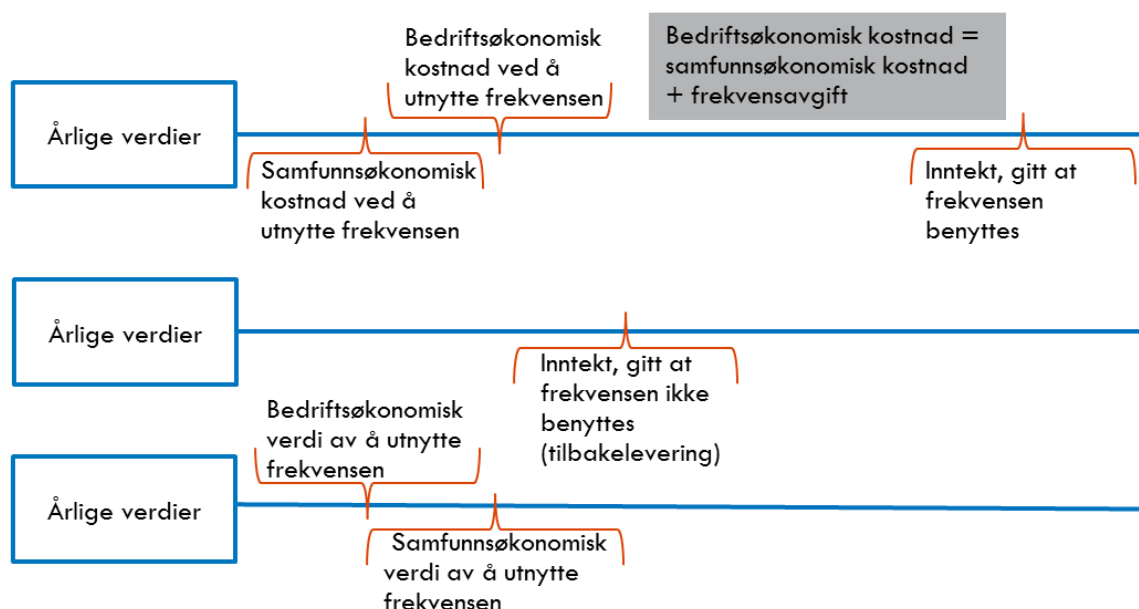 Bedriftsøkonomisk
kostnad ved å
utnytte frekvensen
Bedriftsøkonomisk kostnad =
samfunnsøkonomisk kostnad
+ frekvensavgift
Årlige verdier
Samfunnsøkonomisk
kostnad ved å
utnytte frekvensen
Inntekt, gitt at
frekvensen
benyttes
Årlige verdier
Inntekt, gitt at
frekvensen ikke
benyttes
(tilbakelevering)
Bedriftsøkonomisk
verdi av å utnytte
frekvensen
Årlige verdier
Samfunnsøkonomisk
verdi av å utnytte
frekvensen